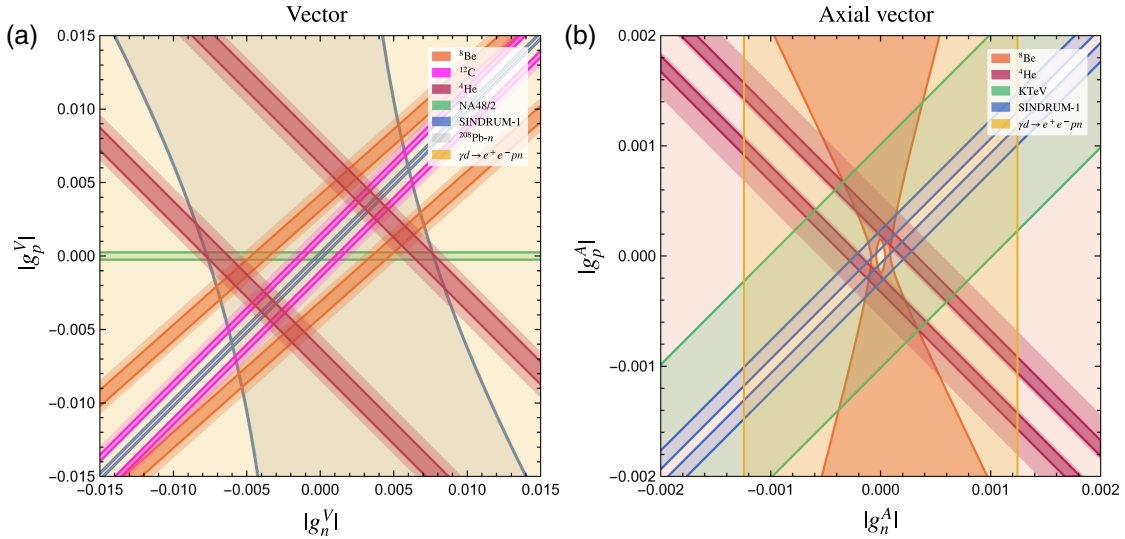 Vector
(a)
0.015
0.010
0.005
0.000
−0.005
−0.010
−0.015
|g_p^V|
⁸Be
¹²C
⁴He
NA48/2
SINDRUM-1
²⁰⁸Pb-n
γd→e⁺e⁻pn
−0.015 −0.010 −0.005 0.000 0.005 0.010 0.015
|g_n^V|
Axial vector
(b)
0.002
0.001
0.000
−0.001
−0.002
|g_p^A|
⁸Be
⁴He
KTeV
SINDRUM-1
γd→e⁺e⁻pn
−0.002 −0.001 0.000 0.001 0.002
|g_n^A|